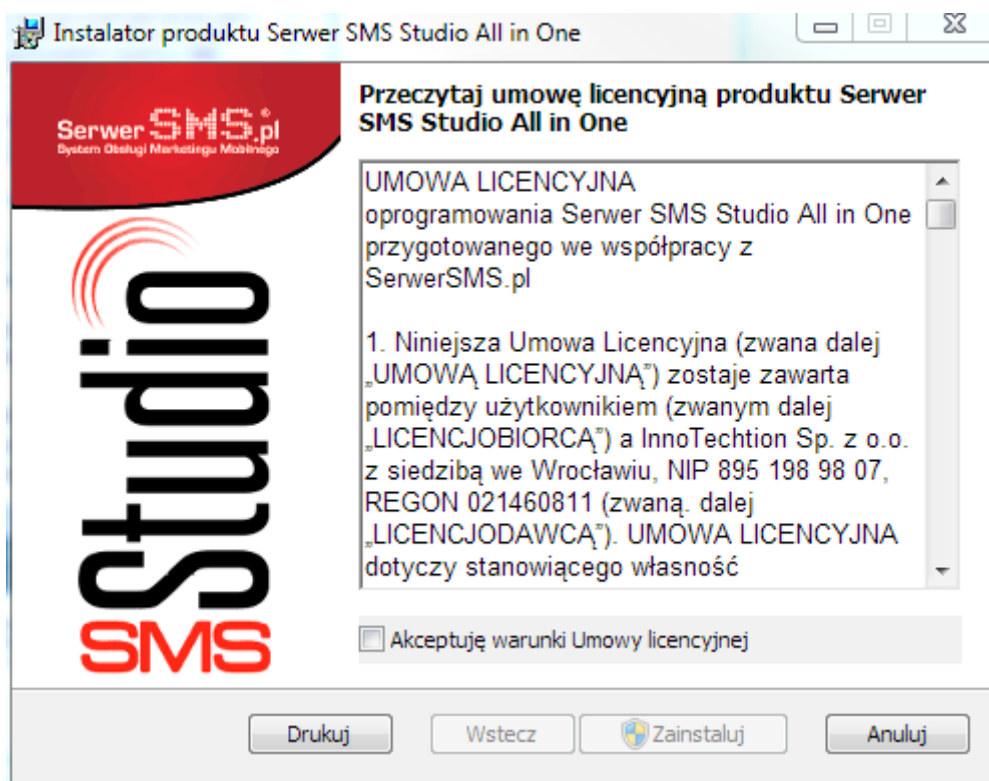 Instalator produktu Serwer SMS Studio All in One
Serwer SMS.pl
System Obsługi Marketingu Mobilnego
Studio
SMS
Przeczytaj umowę licencyjną produktu Serwer
SMS Studio All in One
UMOWA LICENCYJNA
oprogramowania Serwer SMS Studio All in One
przygotowanego we współpracy z
SerwerSMS.pl
1. Niniejsza Umowa Licencyjna (zwana dalej
„UMOWĄ LICENCYJNĄ”) zostaje zawarta
pomiędzy użytkownikiem (zwanym dalej
„LICENCJOBIORCĄ”) a InnoTechtion Sp. z o.o.
z siedzibą we Wrocławiu, NIP 895 198 98 07,
REGON 021460811 (zwaną. dalej
„LICENCJODAWCĄ”). UMOWA LICENCYJNA
dotyczy stanowiącego własność
Akceptuję warunki Umowy licencyjnej
Drukuj
Wstecz
Zainstaluj
Anuluj